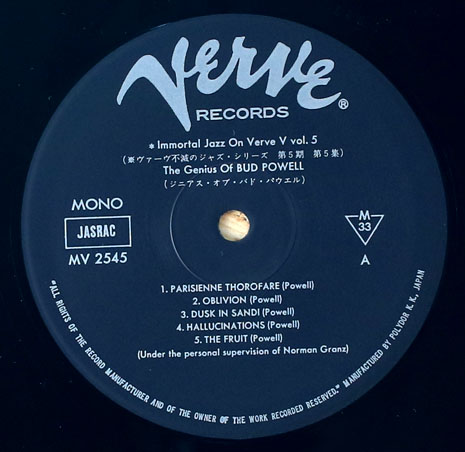 VERVE ®
RECORDS
* Immortal Jazz On Verve V vol. 5
(※ヴァーヴ不滅のジャズ・シリーズ 第5期 第5集)
The Genius Of BUD POWELL
(ジニアス・オブ・バド・パウエル)
MONO
JASRAC
MV 2545
M
33
A
1. PARISIENNE THOROFARE (Powell)
2. OBLIVION (Powell)
3. DUSK IN SANDI (Powell)
4. HALLUCINATIONS (Powell)
5. THE FRUIT (Powell)
(Under the personal supervision of Norman Granz)
"ALL RIGHTS OF THE RECORD MANUFACTURER AND OF THE OWNER OF THE WORK RECORDED RESERVED." MANUFACTURED BY POLYDOR K.K., JAPAN